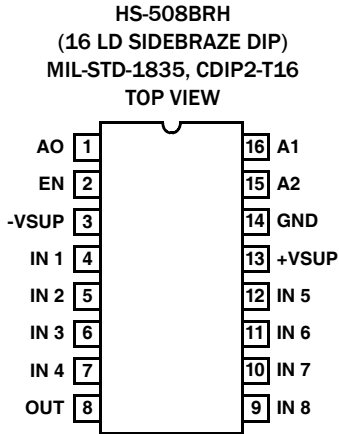 HS-508BRH
(16 LD SIDEBRAZE DIP)
MIL-STD-1835, CDIP2-T16
TOP VIEW
AO 1 16 A1
EN 2 15 A2
-VSUP 3 14 GND
IN 1 4 13 +VSUP
IN 2 5 12 IN 5
IN 3 6 11 IN 6
IN 4 7 10 IN 7
OUT 8 9 IN 8